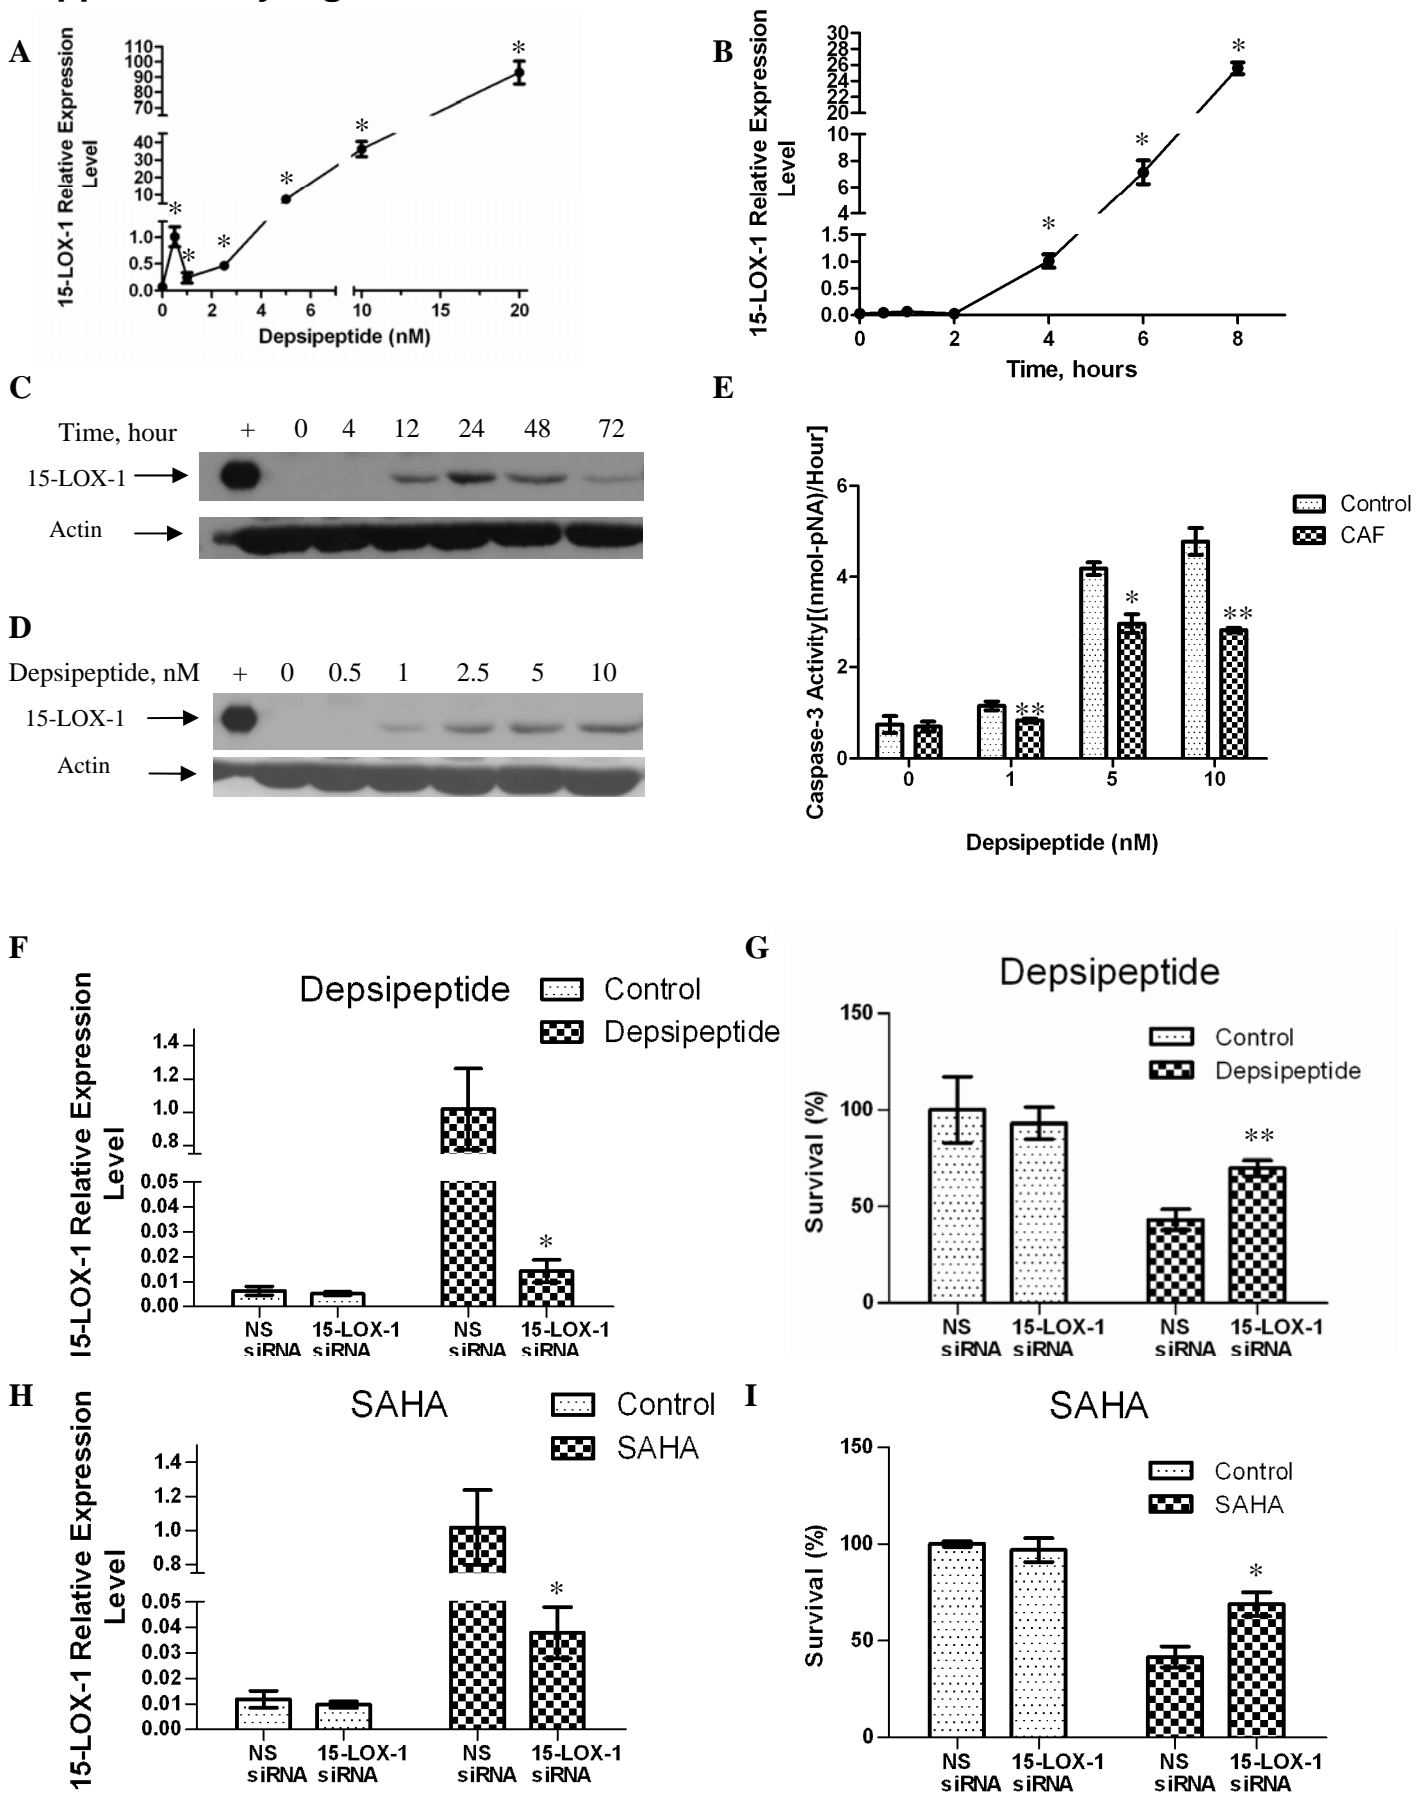 A
15-LOX-1 Relative Expression
Level
110
100
90
80
70
40
30
20
10
1.0
0.5
0.0
*
*
*
*
*
*
0 2 4 6 10 15 20
Depsipeptide (nM)
B
15-LOX-1 Relative Expression
Level
30
28
26
24
22
20
10
8
6
4
1.5
1.0
0.5
0.0
*
*
*
0 2 4 6 8
Time, hours
C
Time, hour + 0 4 12 24 48 72
15-LOX-1
Actin
D
Depsipeptide, nM + 0 0.5 1 2.5 5 10
15-LOX-1
Actin
E
Caspase-3 Activity[(nmol-pNA)/Hour]
6
4
2
0
Control
CAF
**
*
**
0 1 5 10
Depsipeptide (nM)
F
Depsipeptide
Control
Depsipeptide
15-LOX-1 Relative Expression
Level
1.4
1.2
1.0
0.8
0.05
0.04
0.03
0.02
0.01
0.00
*
NS 15-LOX-1 NS 15-LOX-1
siRNA siRNA siRNA siRNA
G
Depsipeptide
Control
Depsipeptide
Survival (%)
150
100
50
0
**
NS 15-LOX-1 NS 15-LOX-1
siRNA siRNA siRNA siRNA
H
SAHA
Control
SAHA
15-LOX-1 Relative Expression
Level
1.4
1.2
1.0
0.8
0.05
0.04
0.03
0.02
0.01
0.00
*
NS 15-LOX-1 NS 15-LOX-1
siRNA siRNA siRNA siRNA
I
SAHA
Control
SAHA
Survival (%)
150
100
50
0
*
NS 15-LOX-1 NS 15-LOX-1
siRNA siRNA siRNA siRNA